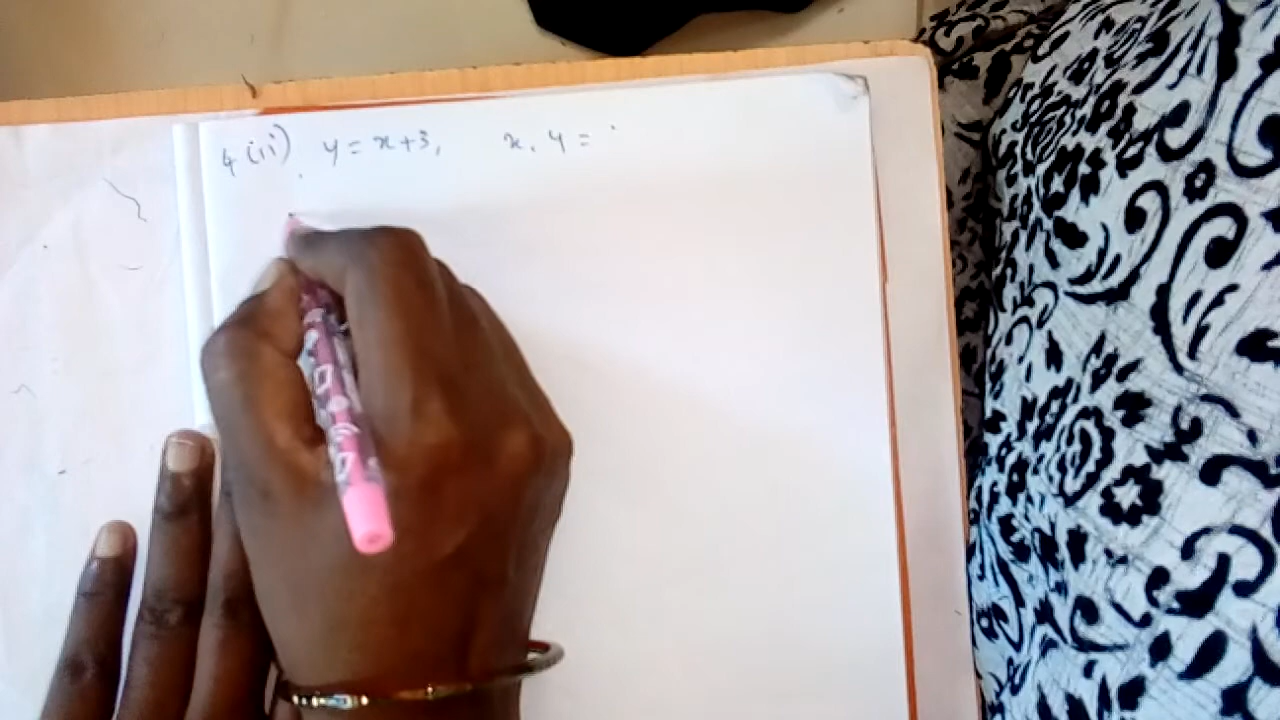 4 (ii) y = x + 3, x, y =